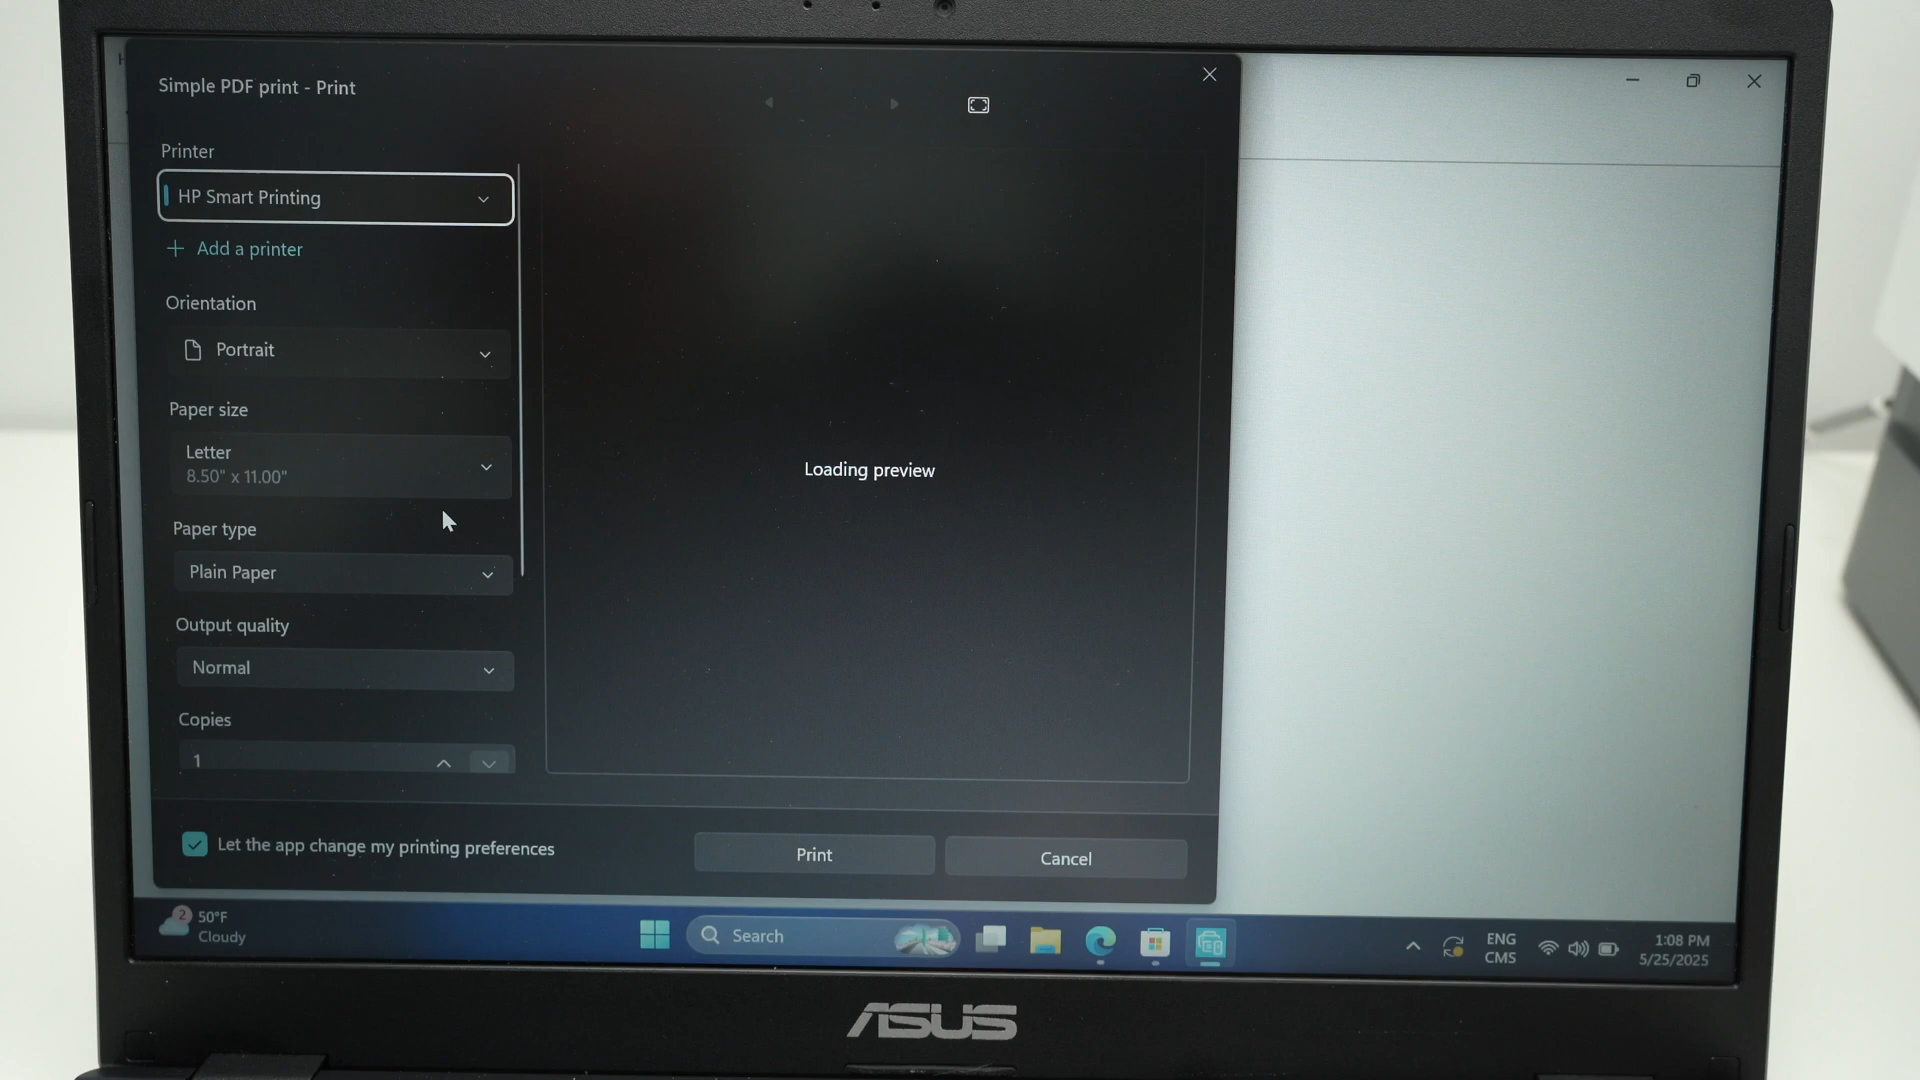 Simple PDF print - Print
Printer
HP Smart Printing
Add a printer
Orientation
Portrait
Paper size
Letter
8.50" x 11.00"
Paper type
Plain Paper
Output quality
Normal
Copies
1
Loading preview
Let the app change my printing preferences
Print
Cancel
2
50°F
Cloudy
Search
ENG
CMS
1:08 PM
5/25/2025
ASUS